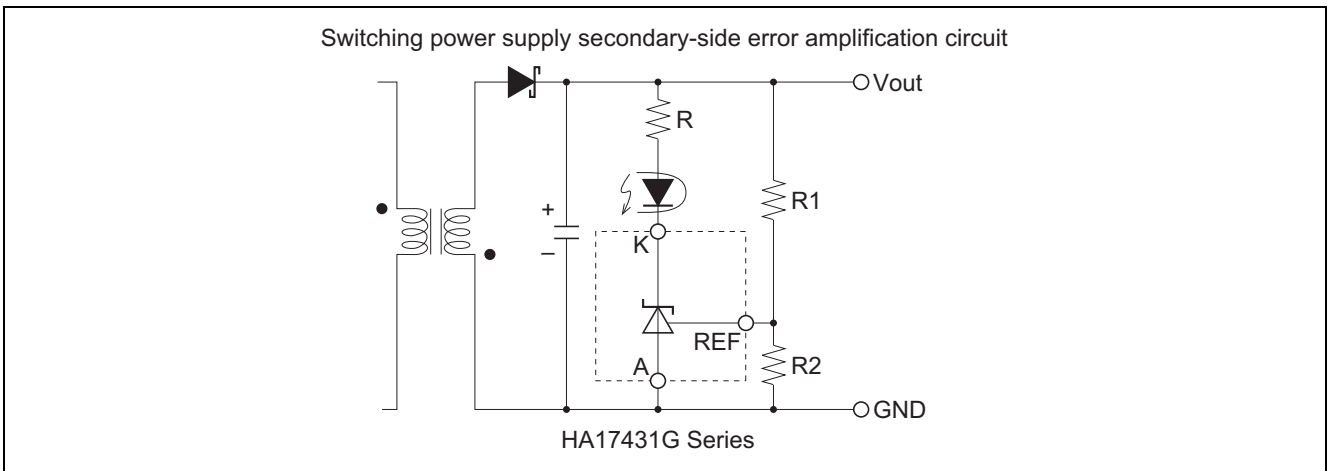 Switching power supply secondary-side error amplification circuit
Vout
R
R1
+
−
K
REF
A
R2
GND
HA17431G Series